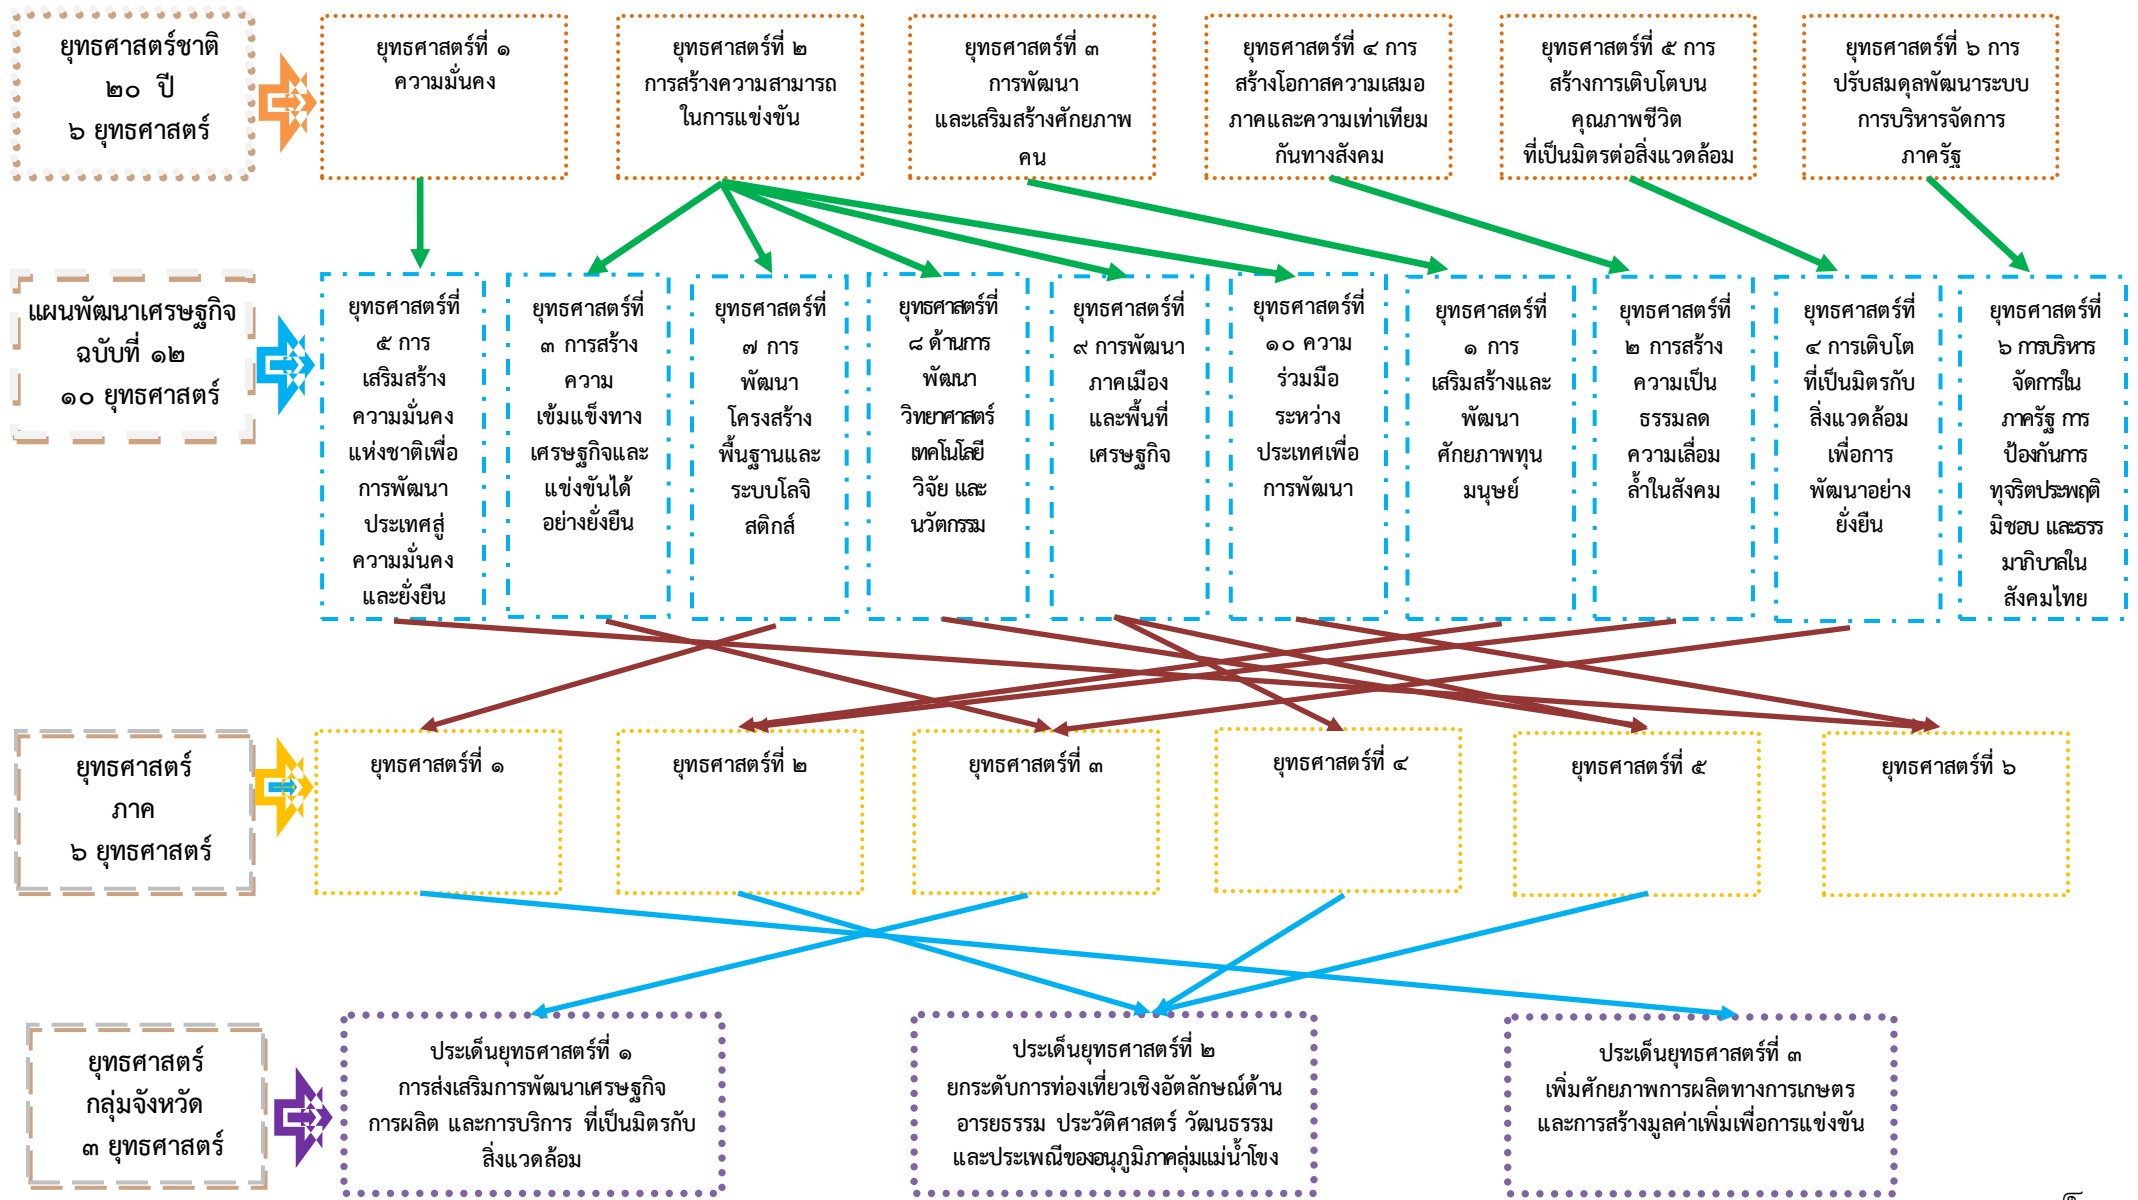 ยุทธศาสตร์ชาติ
๒๐ ปี
๖ ยุทธศาสตร์
ยุทธศาสตร์ที่ ๑
ความมั่นคง
ยุทธศาสตร์ที่ ๒
การสร้างความสามารถ
ในการแข่งขัน
ยุทธศาสตร์ที่ ๓
การพัฒนา
และเสริมสร้างศักยภาพ
คน
ยุทธศาสตร์ที่ ๔ การ
สร้างโอกาสความเสมอ
ภาคและความเท่าเทียม
กันทางสังคม
ยุทธศาสตร์ที่ ๕ การ
สร้างการเติบโตบน
คุณภาพชีวิต
ที่เป็นมิตรต่อสิ่งแวดล้อม
ยุทธศาสตร์ที่ ๖ การ
ปรับสมดุลพัฒนาระบบ
การบริหารจัดการ
ภาครัฐ
แผนพัฒนาเศรษฐกิจ
ฉบับที่ ๑๒
๑๐ ยุทธศาสตร์
ยุทธศาสตร์ที่
๕ การ
เสริมสร้าง
ความมั่นคง
แห่งชาติเพื่อ
การพัฒนา
ประเทศสู่
ความมั่นคง
และยั่งยืน
ยุทธศาสตร์ที่
๓ การสร้าง
ความ
เข้มแข็งทาง
เศรษฐกิจและ
แข่งขันได้
อย่างยั่งยืน
ยุทธศาสตร์ที่
๗ การ
พัฒนา
โครงสร้าง
พื้นฐานและ
ระบบโลจิ
สติกส์
ยุทธศาสตร์ที่
๘ ด้านการ
พัฒนา
วิทยาศาสตร์
เทคโนโลยี
วิจัย และ
นวัตกรรม
ยุทธศาสตร์ที่
๙ การพัฒนา
ภาคเมือง
และพื้นที่
เศรษฐกิจ
ยุทธศาสตร์ที่
๑๐ ความ
ร่วมมือ
ระหว่าง
ประเทศเพื่อ
การพัฒนา
ยุทธศาสตร์ที่
๑ การ
เสริมสร้างและ
พัฒนา
ศักยภาพทุน
มนุษย์
ยุทธศาสตร์ที่
๒ การสร้าง
ความเป็น
ธรรมลด
ความเลื่อม
ล้ำในสังคม
ยุทธศาสตร์ที่
๔ การเติบโต
ที่เป็นมิตรกับ
สิ่งแวดล้อม
เพื่อการ
พัฒนาอย่าง
ยั่งยืน
ยุทธศาสตร์ที่
๖ การบริหาร
จัดการใน
ภาครัฐ การ
ป้องกันการ
ทุจริตประพฤติ
มิชอบ และธรร
มาภิบาลใน
สังคมไทย
ยุทธศาสตร์
ภาค
๖ ยุทธศาสตร์
ยุทธศาสตร์ที่ ๑
ยุทธศาสตร์ที่ ๒
ยุทธศาสตร์ที่ ๓
ยุทธศาสตร์ที่ ๔
ยุทธศาสตร์ที่ ๕
ยุทธศาสตร์ที่ ๖
ยุทธศาสตร์
กลุ่มจังหวัด
๓ ยุทธศาสตร์
ประเด็นยุทธศาสตร์ที่ ๑
การส่งเสริมการพัฒนาเศรษฐกิจ
การผลิต และการบริการ ที่เป็นมิตรกับ
สิ่งแวดล้อม
ประเด็นยุทธศาสตร์ที่ ๒
ยกระดับการท่องเที่ยวเชิงอัตลักษณ์ด้าน
อารยธรรม ประวัติศาสตร์ วัฒนธรรม
และประเพณีของอนุภูมิภาคลุ่มแม่น้ำโขง
ประเด็นยุทธศาสตร์ที่ ๓
เพิ่มศักยภาพการผลิตทางการเกษตร
และการสร้างมูลค่าเพิ่มเพื่อการแข่งขัน